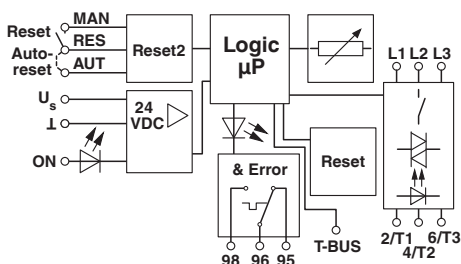 Reset
MAN
RES
Auto-
reset
AUT
Reset2
Logic
µP
L1 L2 L3
Us
⊥
ON
24
VDC
& Error
Reset
98 96 95
T-BUS
2/T1
4/T2
6/T3